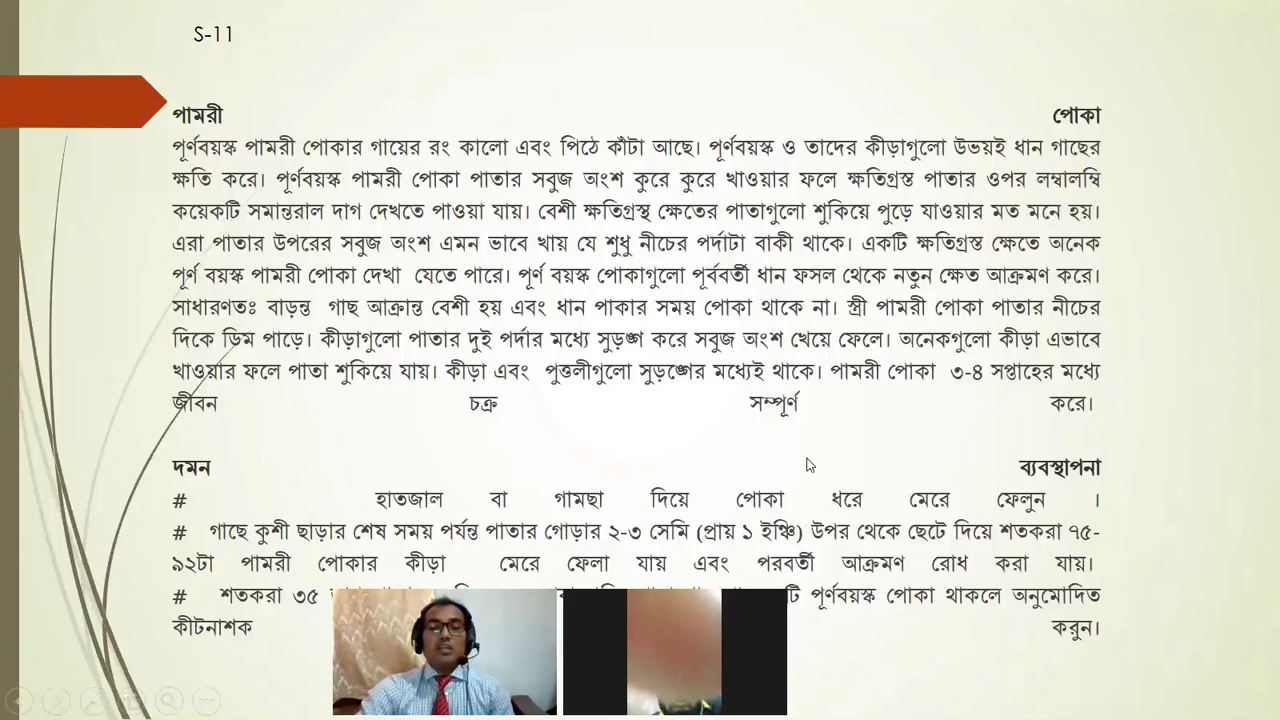 S-11
পামরী পোকা
পূর্ণবয়স্ক পামরী পোকার গায়ের রং কালো এবং পিঠে কাঁটা আছে। পূর্ণবয়স্ক ও তাদের কীড়াগুলো উভয়ই ধান গাছের
ক্ষতি করে। পূর্ণবয়স্ক পামরী পোকা পাতার সবুজ অংশ কুরে কুরে খাওয়ার ফলে ক্ষতিগ্রস্ত পাতার ওপর লম্বালম্বি
কয়েকটি সমান্তরাল দাগ দেখতে পাওয়া যায়। বেশী ক্ষতিগ্রস্থ ক্ষেতের পাতাগুলো শুকিয়ে পুড়ে যাওয়ার মত মনে হয়।
এরা পাতার উপরের সবুজ অংশ এমন ভাবে খায় যে শুধু নীচের পর্দাটা বাকী থাকে। একটি ক্ষতিগ্রস্ত ক্ষেতে অনেক
পূর্ণ বয়স্ক পামরী পোকা দেখা যেতে পারে। পূর্ণ বয়স্ক পোকাগুলো পূর্ববর্তী ধান ফসল থেকে নতুন ক্ষেত আক্রমণ করে।
সাধারণতঃ বাড়ন্ত গাছ আক্রান্ত বেশী হয় এবং ধান পাকার সময় পোকা থাকে না। স্ত্রী পামরী পোকা পাতার নীচের
দিকে ডিম পাড়ে। কীড়াগুলো পাতার দুই পর্দার মধ্যে সুড়ঙ্গ করে সবুজ অংশ খেয়ে ফেলে। অনেকগুলো কীড়া এভাবে
খাওয়ার ফলে পাতা শুকিয়ে যায়। কীড়া এবং পুত্তলীগুলো সুড়ঙ্গের মধ্যেই থাকে। পামরী পোকা ৩-৪ সপ্তাহের মধ্যে
জীবন চক্র সম্পূর্ণ করে।
দমন ব্যবস্থাপনা
# হাতজাল বা গামছা দিয়ে পোকা ধরে মেরে ফেলুন ।
# গাছে কুশী ছাড়ার শেষ সময় পর্যন্ত পাতার গোড়ার ২-৩ সেমি (প্রায় ১ ইঞ্চি) উপর থেকে ছেটে দিয়ে শতকরা ৭৫-
৯২টা পামরী পোকার কীড়া মেরে ফেলা যায় এবং পরবর্তী আক্রমণ রোধ করা যায়।
# শতকরা ৩৫ পূর্ণবয়স্ক পোকা থাকলে অনুমোদিত
কীটনাশক করুন।